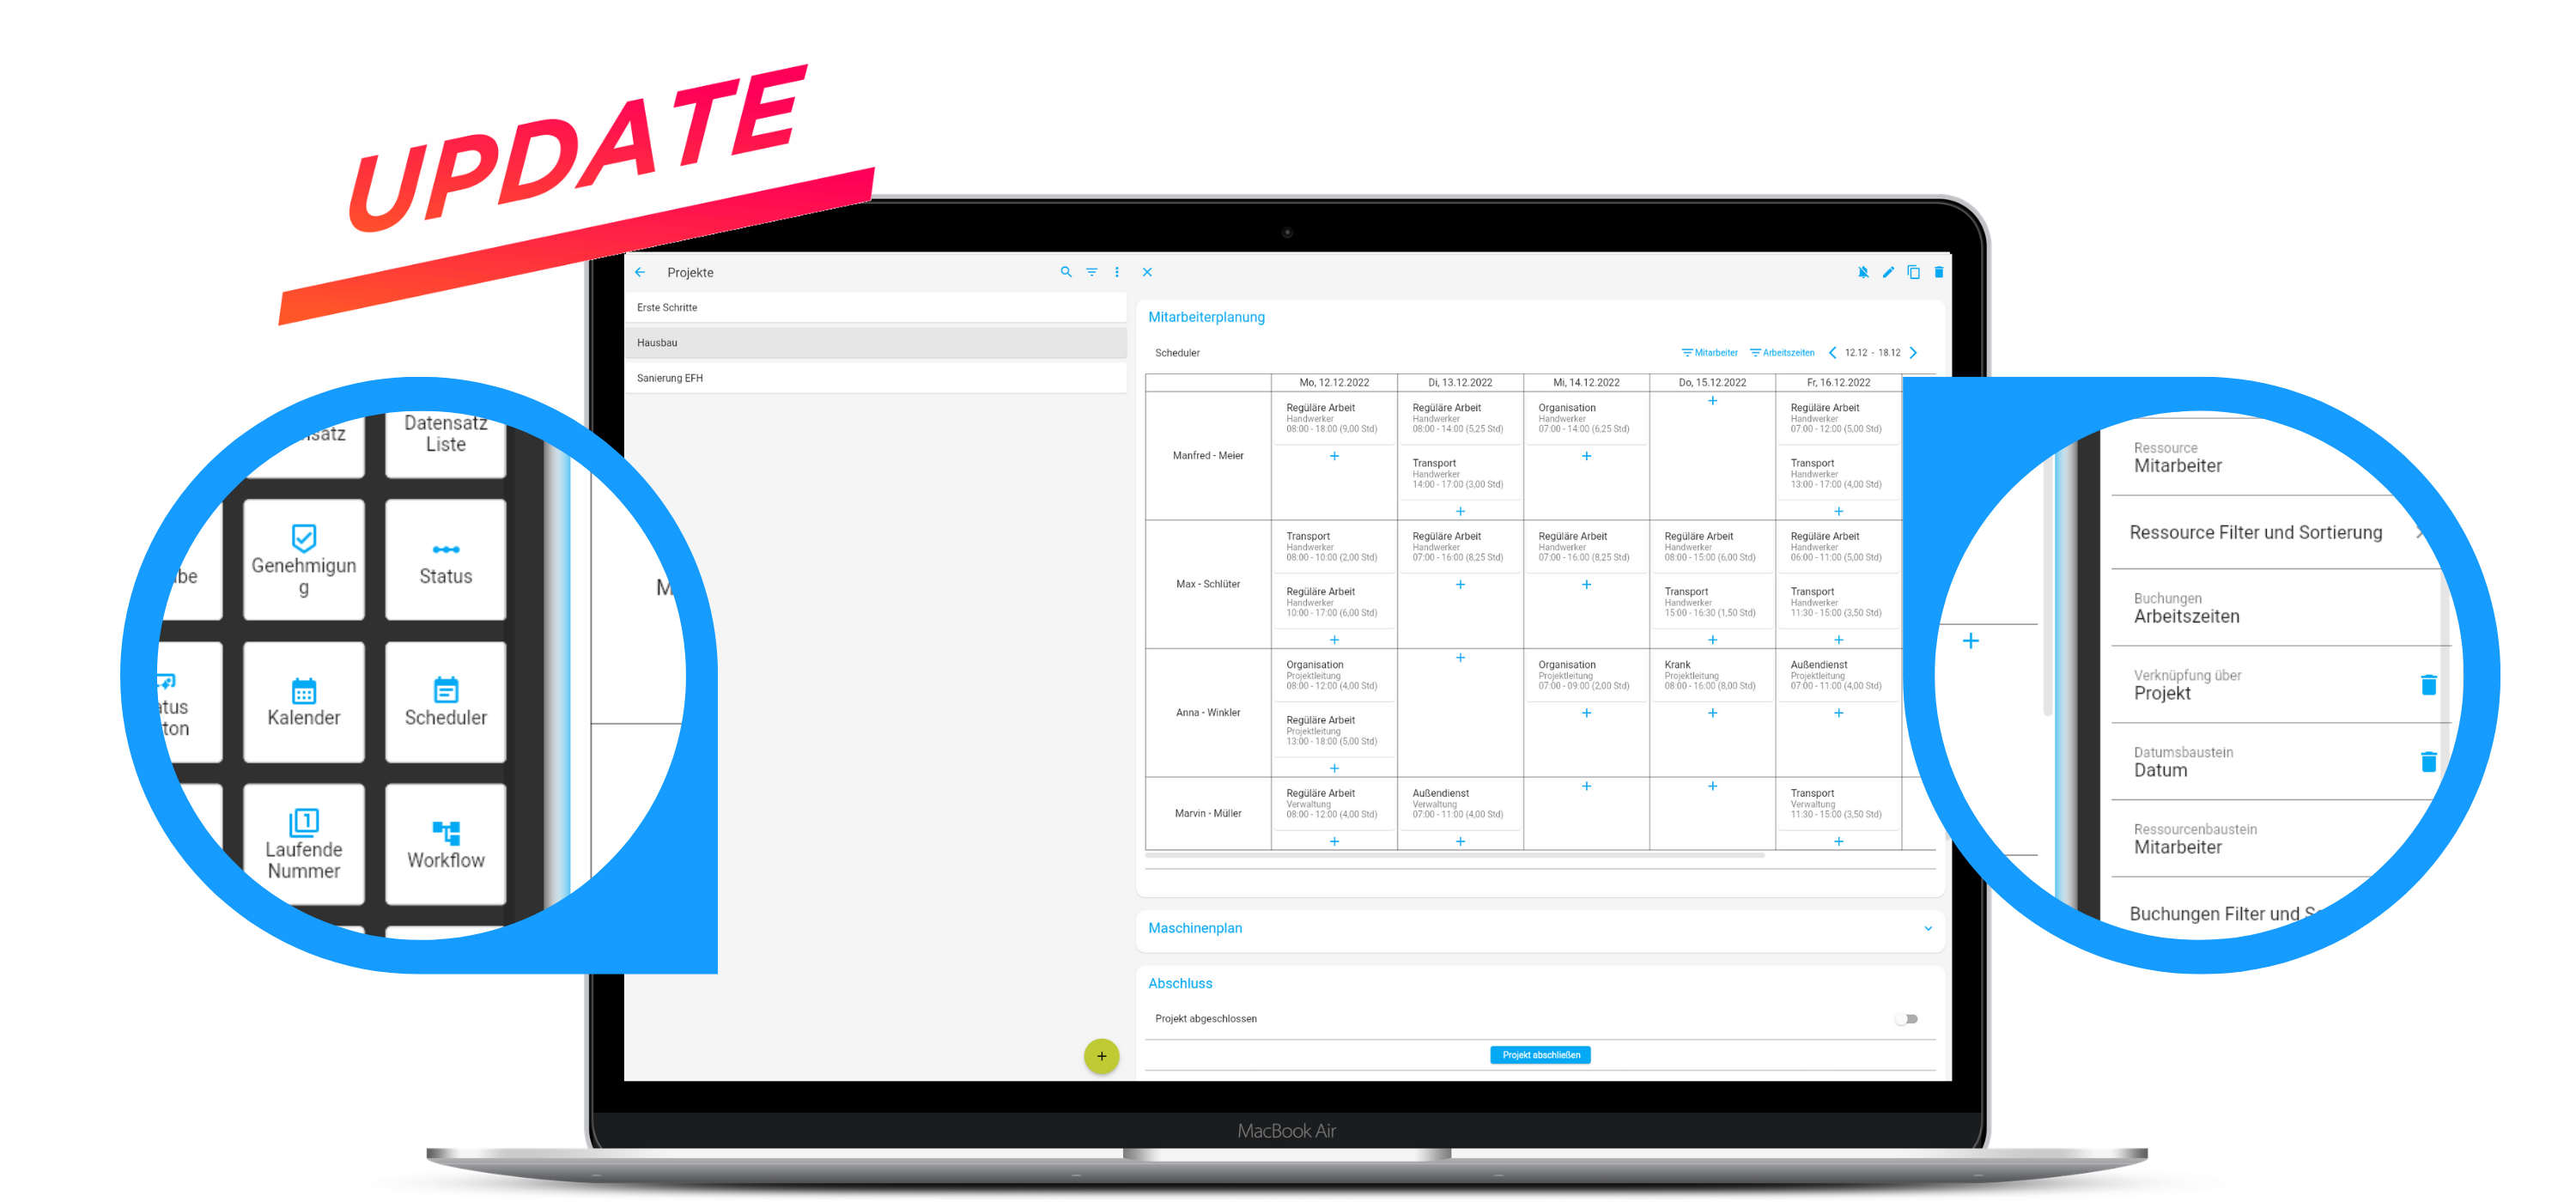 UPDATE
Projekte
Erste Schritte
Hausbau
Sanierung EFH
Mitarbeiterplanung
Scheduler
Mitarbeiter
Arbeitszeiten
12.12 - 18.12
Mo, 12.12.2022
Di, 13.12.2022
Mi, 14.12.2022
Do, 15.12.2022
Fr, 16.12.2022
Manfred - Meier
Reguläre Arbeit
Handwerker
08:00 - 18:00 (9,00 Std)
+
Reguläre Arbeit
Handwerker
08:00 - 14:00 (5,25 Std)
Transport
Handwerker
14:00 - 17:00 (3,00 Std)
+
Organisation
Handwerker
07:00 - 14:00 (6,25 Std)
+
+
Reguläre Arbeit
Handwerker
07:00 - 12:00 (5,00 Std)
Transport
Handwerker
13:00 - 17:00 (4,00 Std)
+
Max - Schlüter
Transport
Handwerker
08:00 - 10:00 (2,00 Std)
Reguläre Arbeit
Handwerker
10:00 - 17:00 (6,00 Std)
+
Reguläre Arbeit
Handwerker
07:00 - 16:00 (8,25 Std)
+
Reguläre Arbeit
Handwerker
07:00 - 16:00 (8,25 Std)
+
Reguläre Arbeit
Handwerker
08:00 - 15:00 (6,00 Std)
Transport
Handwerker
15:00 - 16:30 (1,50 Std)
+
Reguläre Arbeit
Handwerker
06:00 - 11:00 (5,00 Std)
Transport
Handwerker
11:30 - 15:00 (3,50 Std)
+
Anna - Winkler
Organisation
Projektleitung
08:00 - 12:00 (4,00 Std)
Reguläre Arbeit
Projektleitung
13:00 - 18:00 (5,00 Std)
+
+
Organisation
Projektleitung
07:00 - 09:00 (2,00 Std)
+
Krank
Projektleitung
08:00 - 16:00 (8,00 Std)
+
Außendienst
Projektleitung
07:00 - 11:00 (4,00 Std)
+
Marvin - Müller
Reguläre Arbeit
Verwaltung
08:00 - 12:00 (4,00 Std)
+
Außendienst
Verwaltung
07:00 - 11:00 (4,00 Std)
+
+
+
Transport
Verwaltung
11:30 - 15:00 (3,50 Std)
+
Maschinenplan
Abschluss
Projekt abgeschlossen
Projekt abschließen
+
MacBook Air
Datensatz
Liste
Genehmigun
g
Status
Kalender
Scheduler
Laufende
Nummer
Workflow
+
Ressource
Mitarbeiter
Ressource Filter und Sortierung
Buchungen
Arbeitszeiten
Verknüpfung über
Projekt
Datumsbaustein
Datum
Ressourcenbaustein
Mitarbeiter
Buchungen Filter und